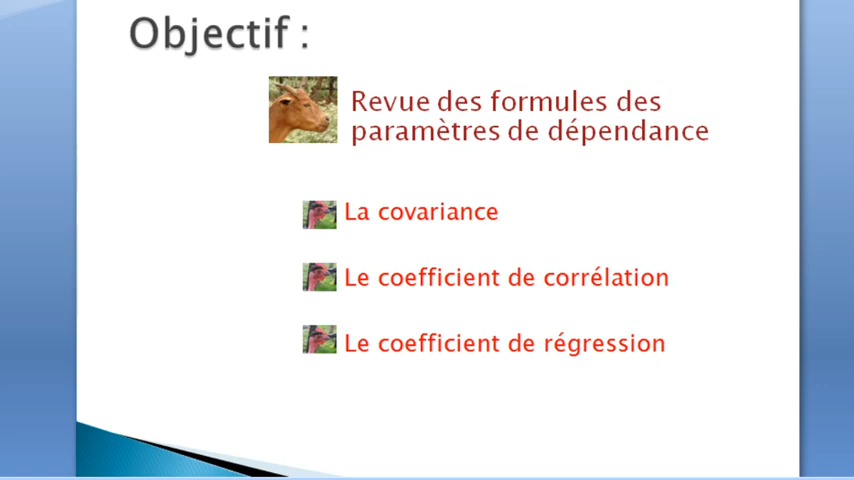 Objectif :
Revue des formules des
paramètres de dépendance
La covariance
Le coefficient de corrélation
Le coefficient de régression